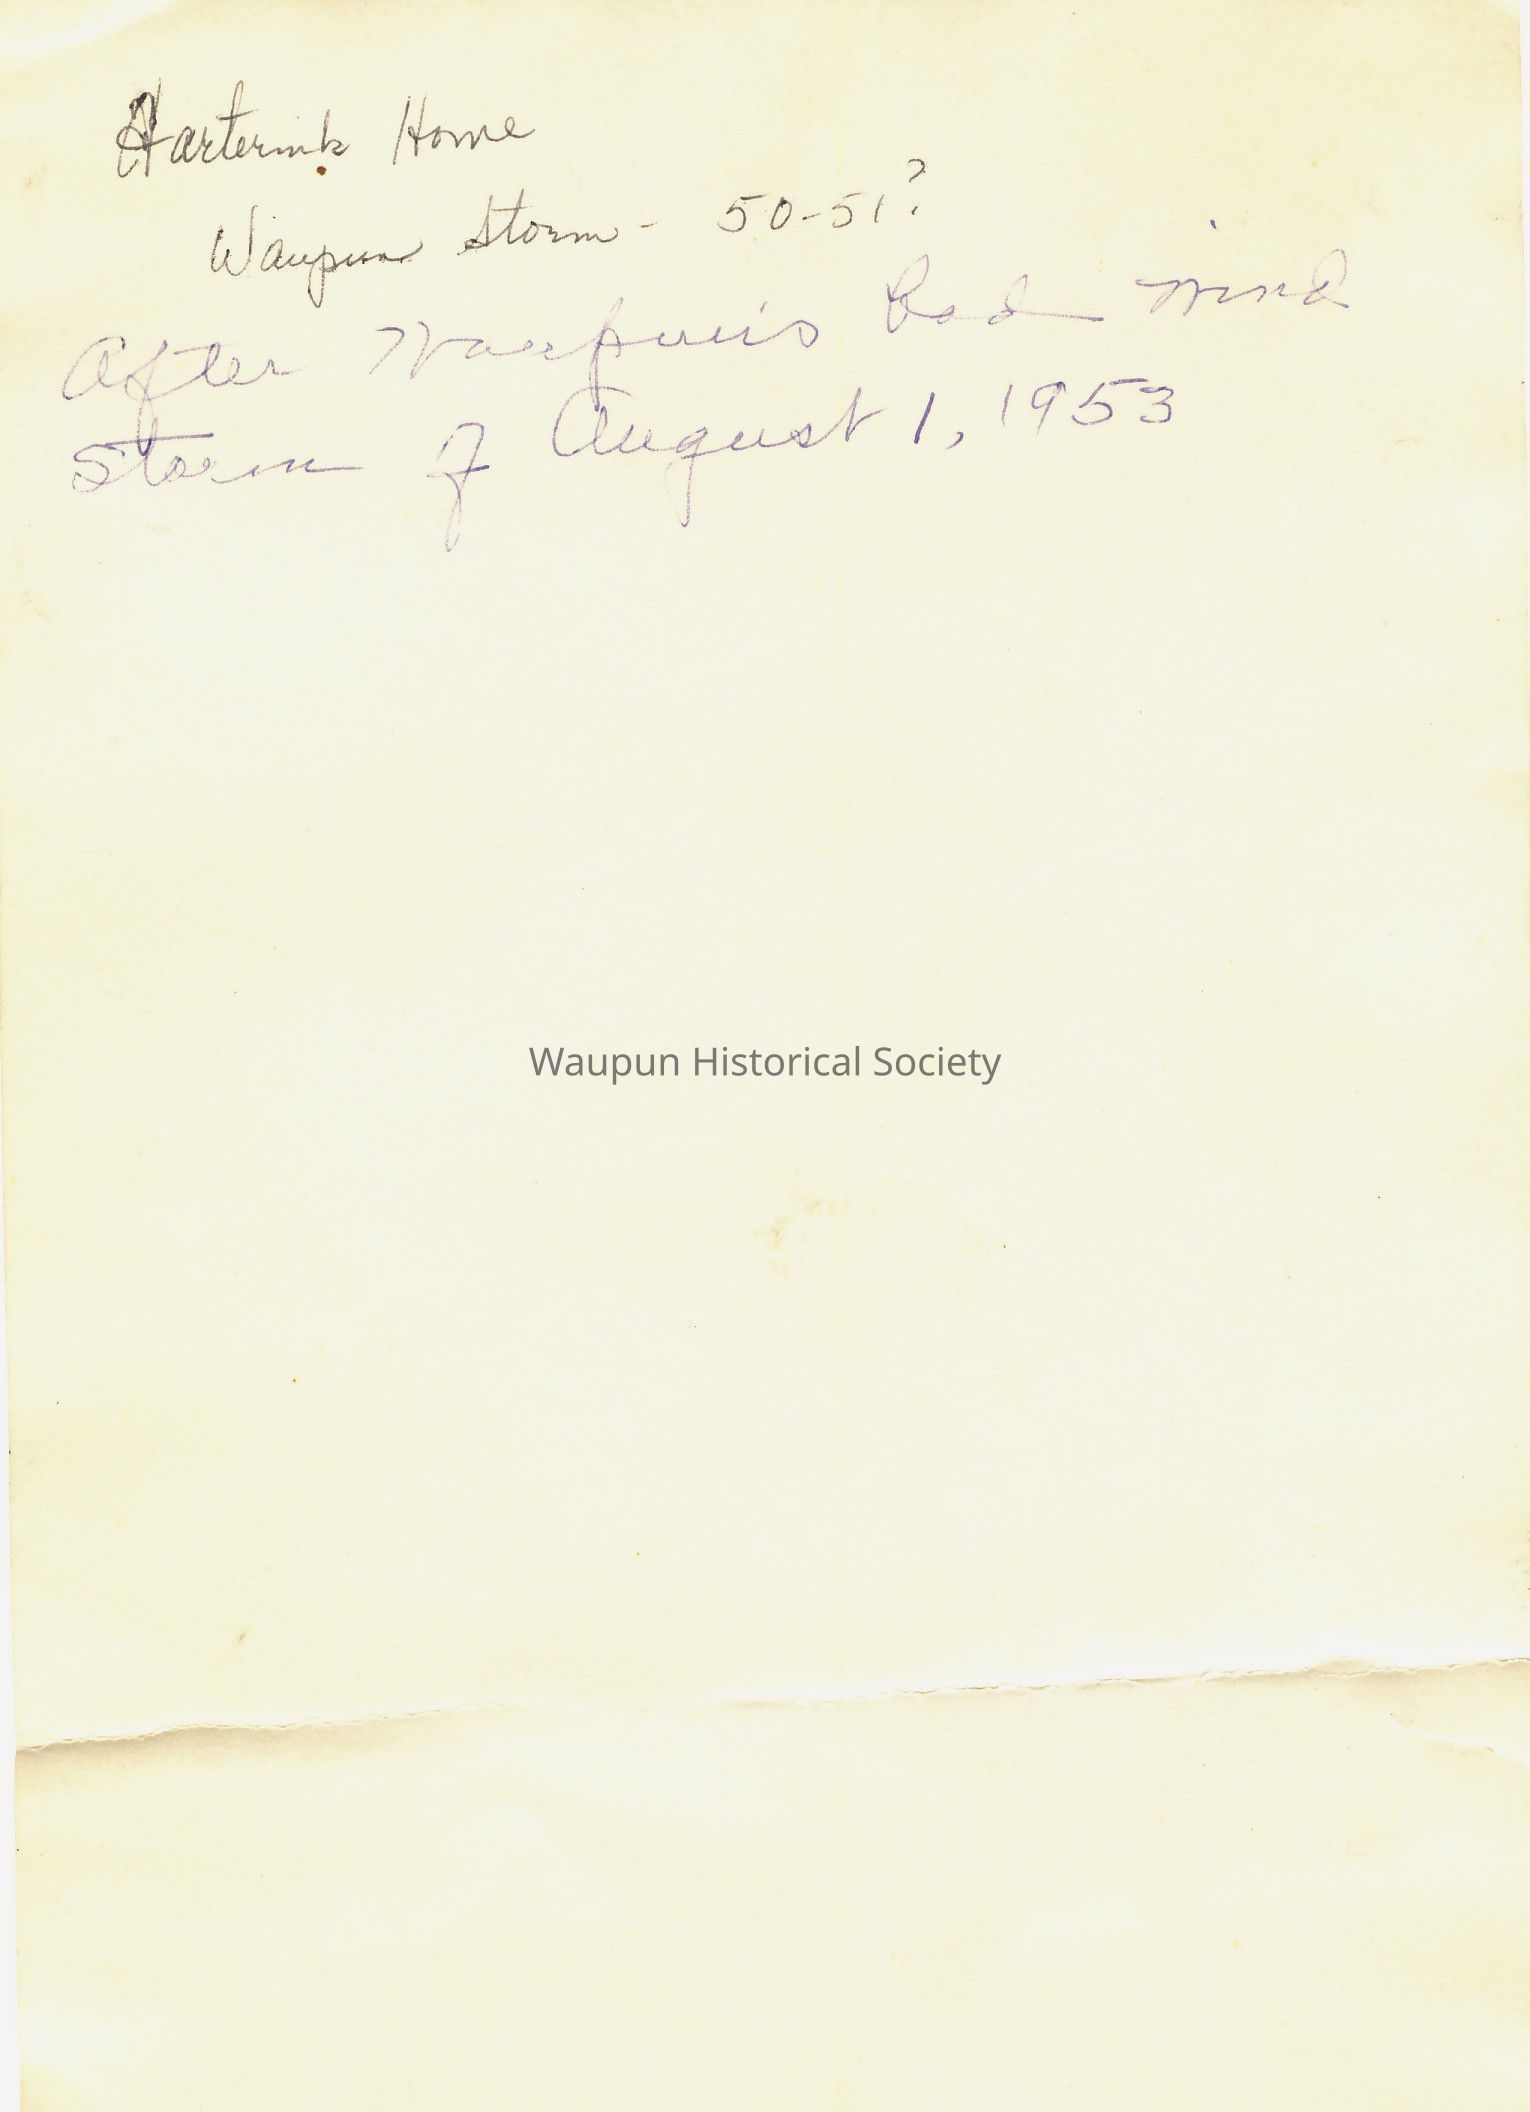 Harterink Home
Waupun Storm - 50-51?
After Waupun's bad wind
storm of August 1, 1953
Waupun Historical Society